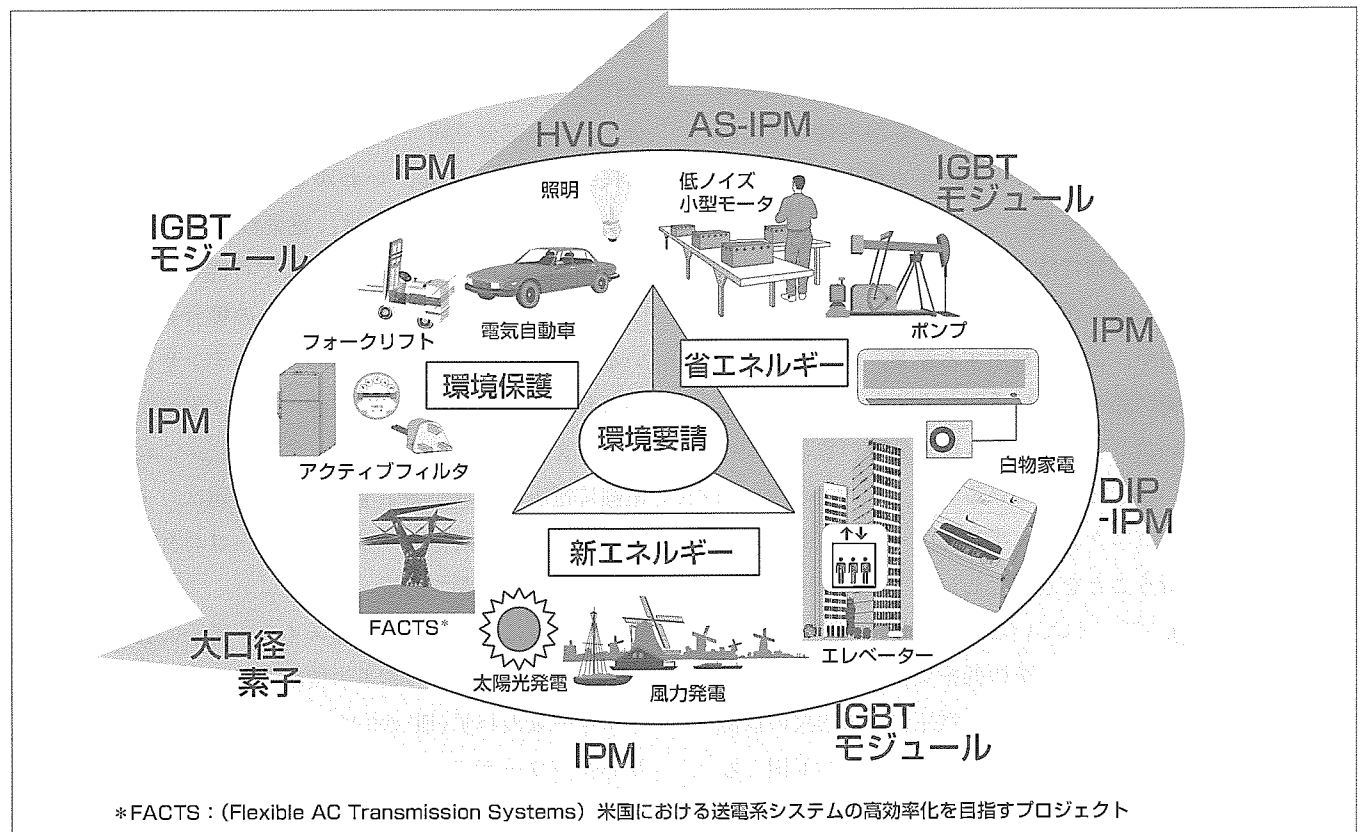 HVIC
AS-IPM
IPM
IGBT
モジュール
IGBT
モジュール
照明
低ノイズ
小型モータ
フォークリフト
電気自動車
ポンプ
IPM
環境保護
省エネルギー
IPM
環境要請
アクティブフィルタ
白物家電
DIP
-IPM
新エネルギー
FACTS*
大口径
素子
太陽光発電
風力発電
エレベーター
IGBT
モジュール
IPM
*FACTS:(Flexible AC Transmission Systems) 米国における送電系システムの高効率化を目指すプロジェクト